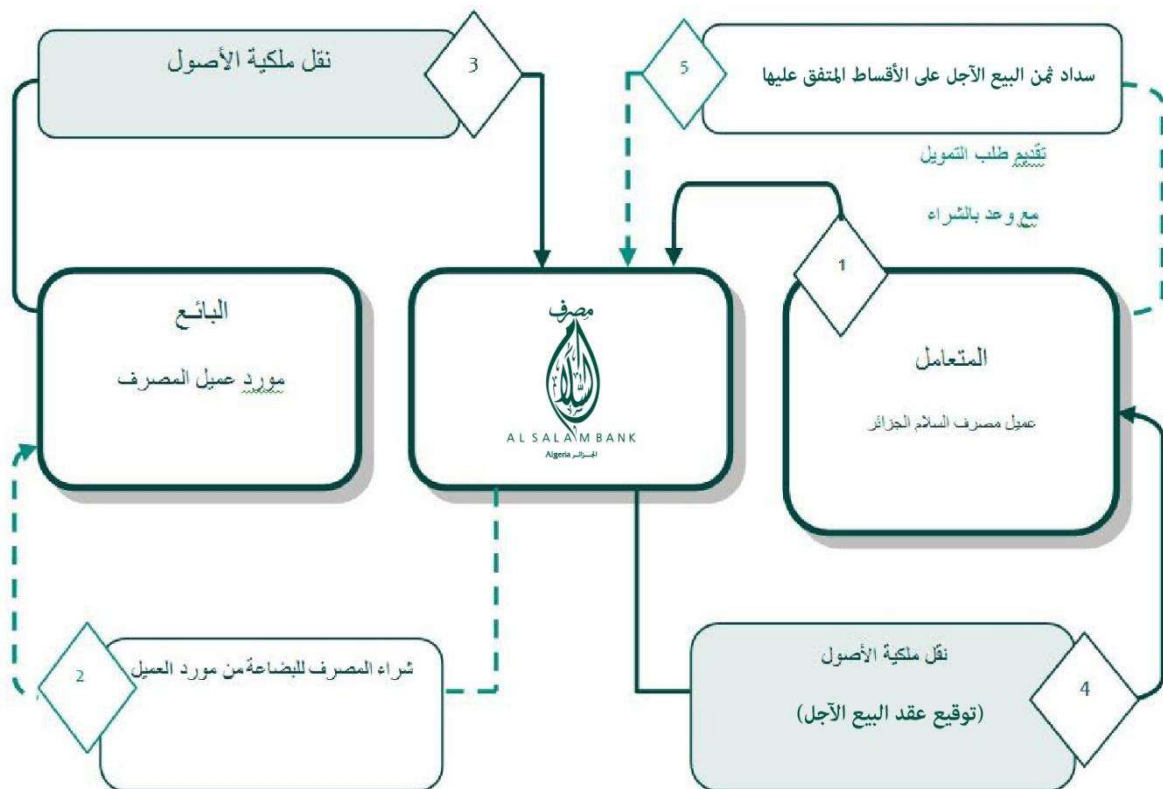 سداد ثمن البيع الآجل على الأقساط المتفق عليها
5
3
نقل ملكية الأصول
تقديم طلب التمويل
مع وعد بالشراء
1
المتعامل
عميل مصرف السلام الجزائر
مصرف
السلام
AL SALAM BANK
Algeria الجزائر
البائع
مورد عميل المصرف
نقل ملكية الأصول
(توقيع عقد البيع الآجل)
4
شراء المصرف للبضاعة من مورد العميل
2